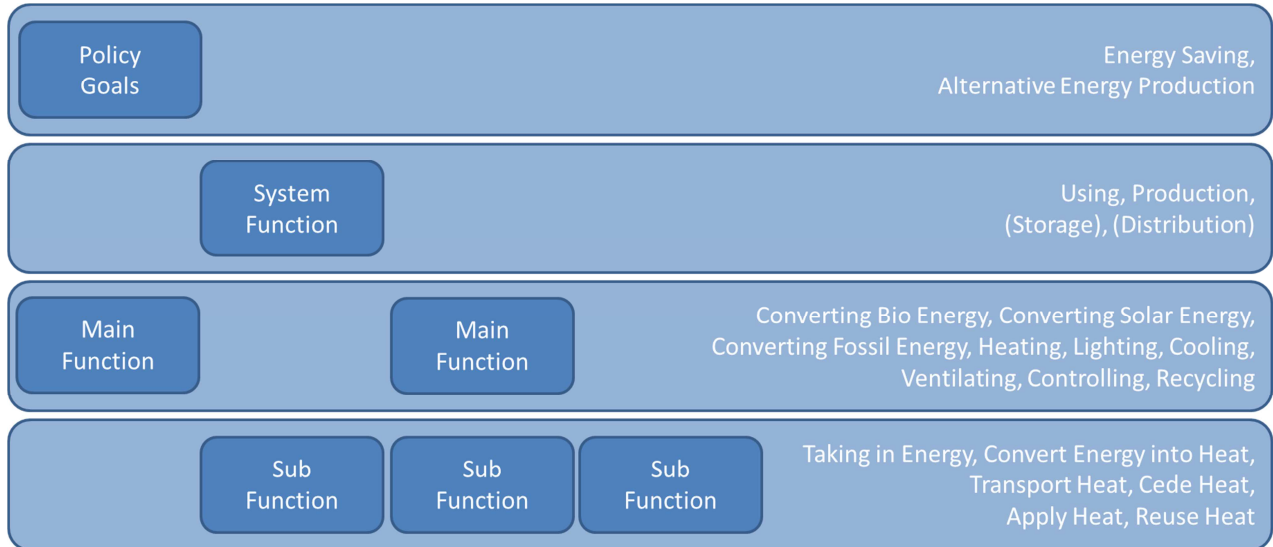 Policy
Goals
Energy Saving,
Alternative Energy Production
System
Function
Using, Production,
(Storage), (Distribution)
Main
Function
Main
Function
Converting Bio Energy, Converting Solar Energy,
Converting Fossil Energy, Heating, Lighting, Cooling,
Ventilating, Controlling, Recycling
Sub
Function
Sub
Function
Sub
Function
Taking in Energy, Convert Energy into Heat,
Transport Heat, Cede Heat,
Apply Heat, Reuse Heat